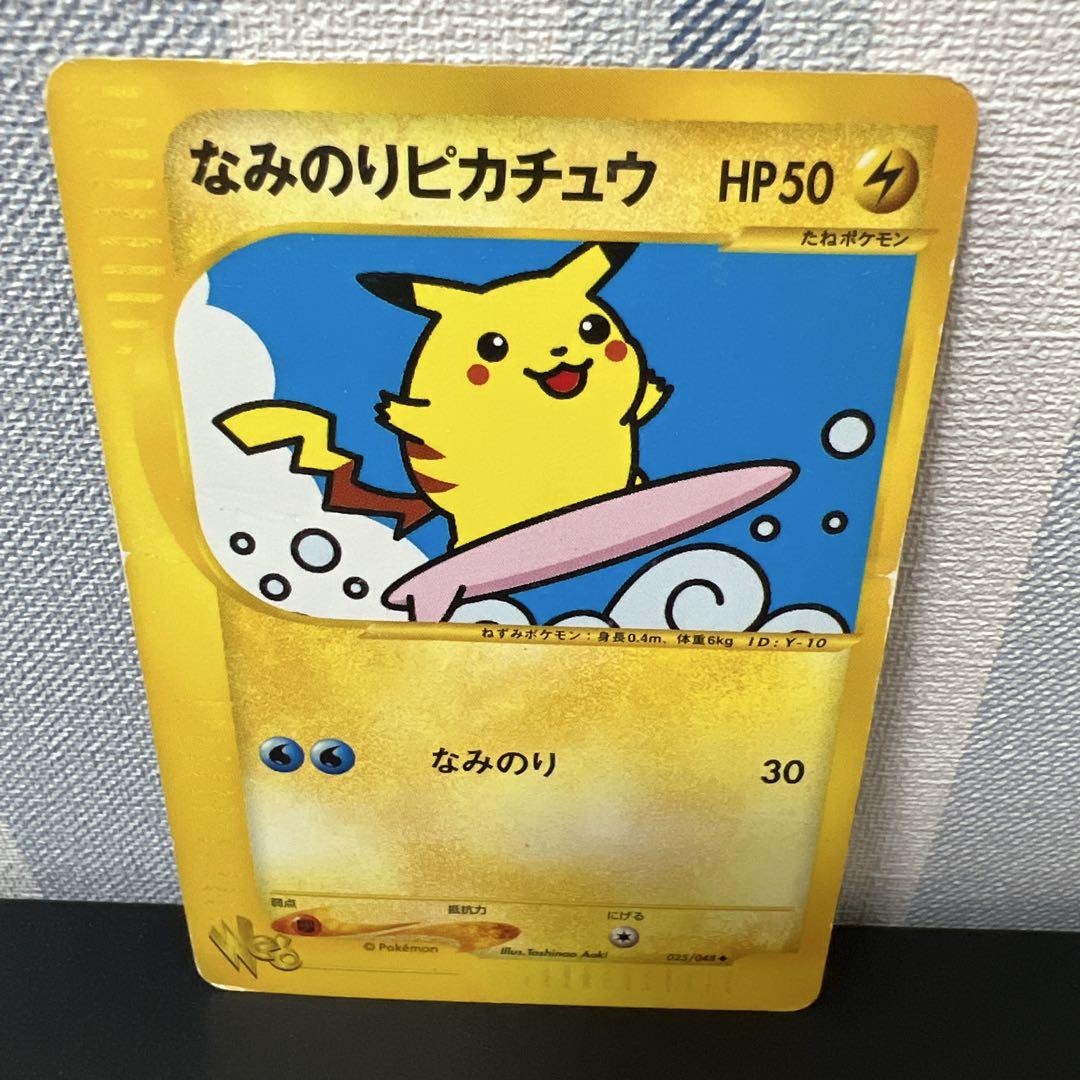 なみのりピカチュウ HP50
たねポケモン
ねずみポケモン：身長0.4m、体重6kg ID:Y-10
なみのり 30
弱点 抵抗力 にげる
Web
© Pokémon Illus. Toshinao Aoki 025/048